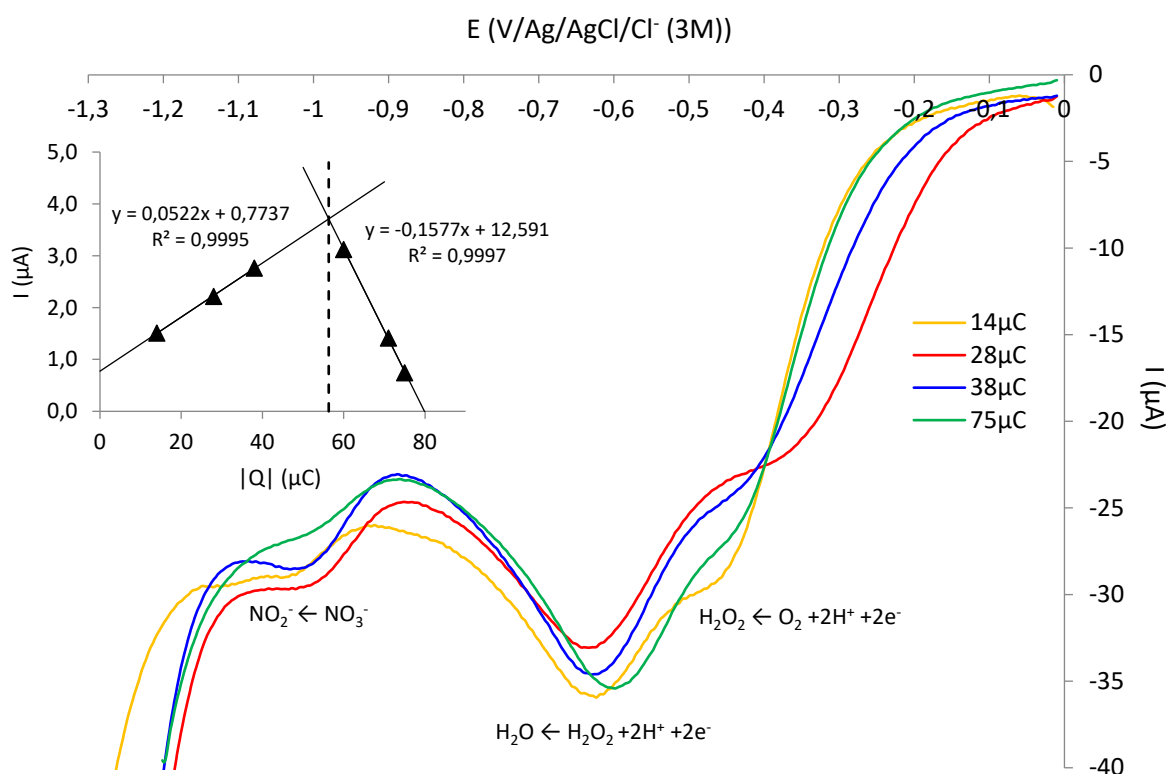 E (V/Ag/AgCl/Cl⁻ (3M))
-1,3 -1,2 -1,1 -1 -0,9 -0,8 -0,7 -0,6 -0,5 -0,4 -0,3 -0,2 -0,1 0
0
-5
-10
-15
-20
-25
-30
-35
-40
I (µA)
5,0
4,0
3,0
2,0
1,0
0,0
I (µA)
y = 0,0522x + 0,7737
R² = 0,9995
y = -0,1577x + 12,591
R² = 0,9997
0 20 40 60 80
|Q| (µC)
14µC
28µC
38µC
75µC
NO₂⁻ ← NO₃⁻
H₂O₂ ← O₂ +2H⁺ +2e⁻
H₂O ← H₂O₂ +2H⁺ +2e⁻